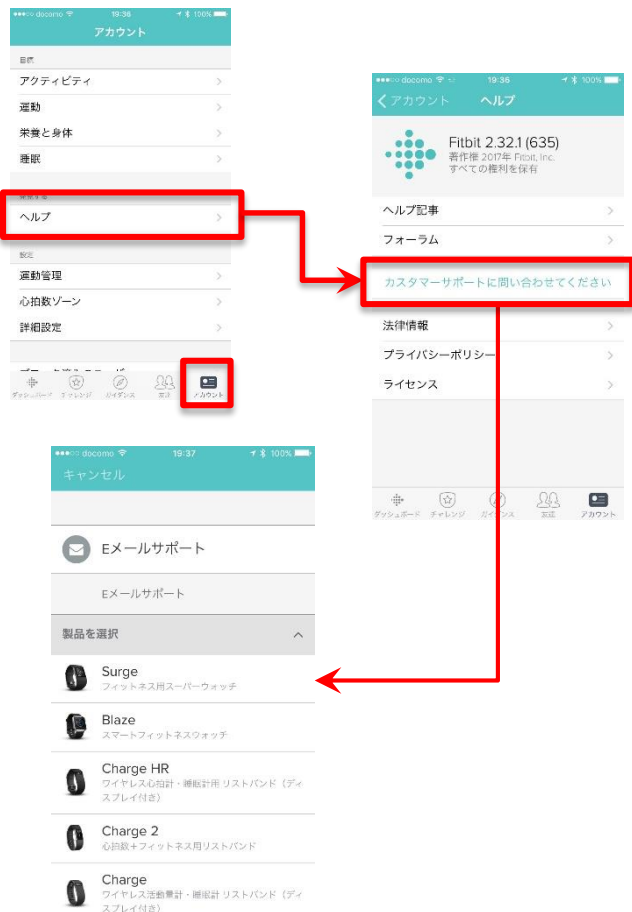 docomo 19:36 100%
アカウント
目標
アクティビティ
運動
栄養と身体
睡眠
ヘルプ
設定
運動管理
心拍数ゾーン
詳細設定
ダッシュボード チャレンジ ガイダンス 友達 アカウント
docomo 19:36 100%
アカウント ヘルプ
Fitbit 2.32.1 (635)
著作権 2017年 Fitbit, Inc.
すべての権利を保有
ヘルプ記事
フォーラム
カスタマーサポートに問い合わせてください
法律情報
プライバシーポリシー
ライセンス
ダッシュボード チャレンジ ガイダンス 友達 アカウント
docomo 19:37 100%
キャンセル
Eメールサポート
Eメールサポート
製品を選択
Surge
フィットネス用スーパーウォッチ
Blaze
スマートフィットネスウォッチ
Charge HR
ワイヤレス心拍計・睡眠計用 リストバンド（ディ
スプレイ付き）
Charge 2
心拍数+フィットネス用リストバンド
Charge
ワイヤレス活動量計・睡眠計 リストバンド（ディ
スプレイ付き）